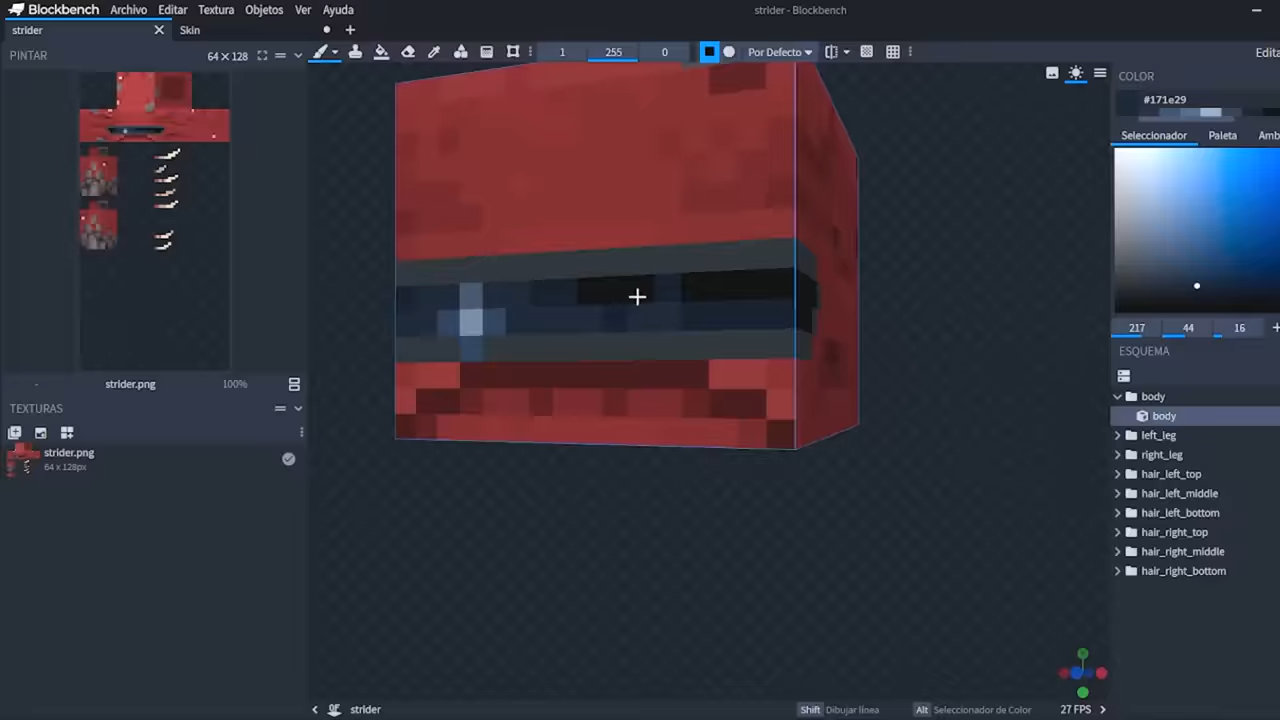 Blockbench Archivo Editar Textura Objetos Ver Ayuda strider - Blockbench
strider Skin
PINTAR 64 × 128 1 255 0 Por Defecto Edita
COLOR
#171e29
Seleccionador Paleta Amb
217 44 16
ESQUEMA
- strider.png 100%
TEXTURAS
strider.png
64 x 128px
body
body
left_leg
right_leg
hair_left_top
hair_left_middle
hair_left_bottom
hair_right_top
hair_right_middle
hair_right_bottom
strider Shift Dibujar línea Alt Seleccionador de Color 27 FPS